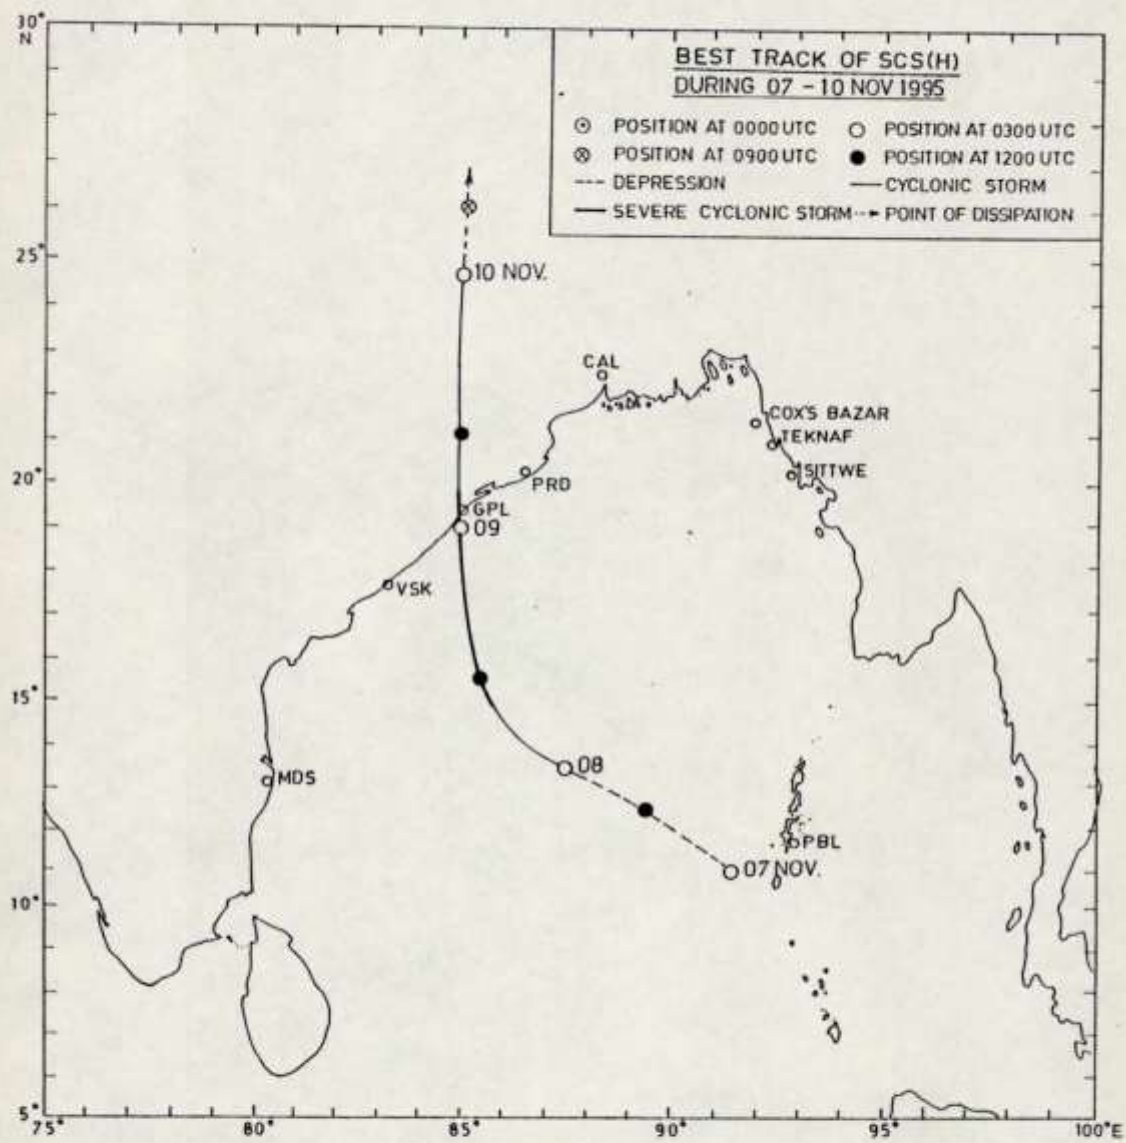 30°
N
BEST TRACK OF SCS(H)
DURING 07 - 10 NOV 1995
⊙ POSITION AT 0000 UTC ○ POSITION AT 0300 UTC
⊗ POSITION AT 0900 UTC ● POSITION AT 1200 UTC
---- DEPRESSION — CYCLONIC STORM
— SEVERE CYCLONIC STORM --➤ POINT OF DISSIPATION
25°
10 NOV.
CAL
COX'S BAZAR
TEKNAF
SITTWE
20°
PRD
GPL
09
VSK
15°
08
MDS
PBL
07 NOV.
10°
5°
75° 80° 85° 90° 95° 100° E